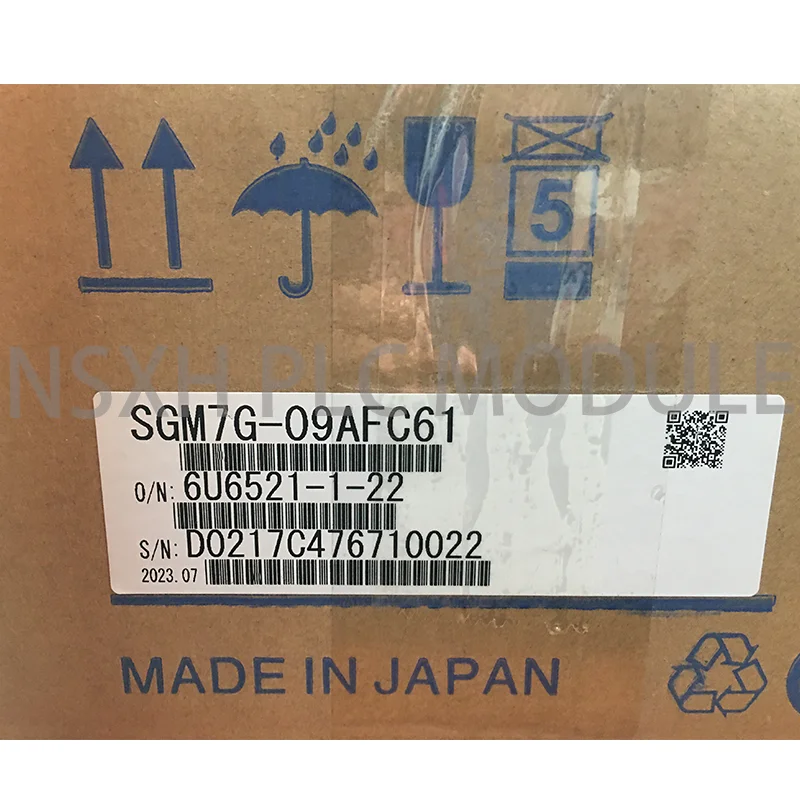 5
NSXH PLC MODULE
SGM7G-09AFC61
O/N: 6U6521-1-22
S/N: D0217C476710022
2023.07
MADE IN JAPAN